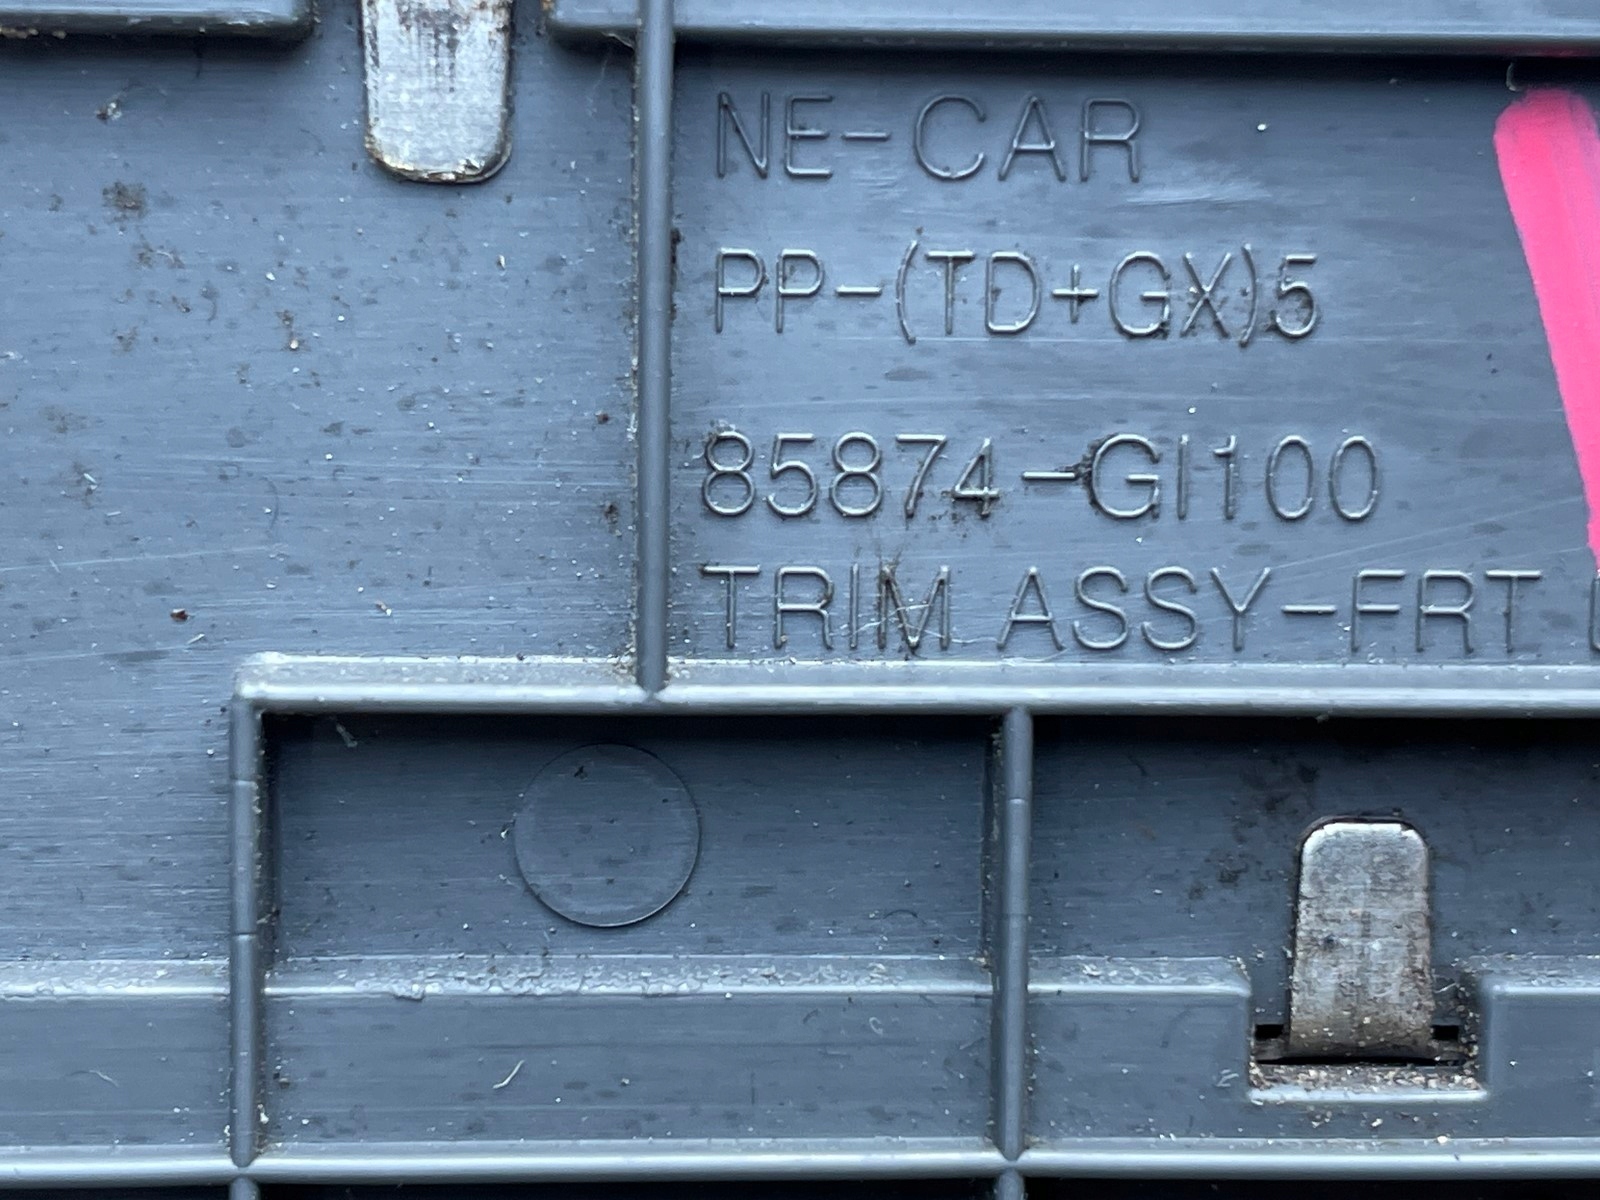 NE-CAR
PP-(TD+GX)5
85874-GI100
TRIM ASSY-FRT